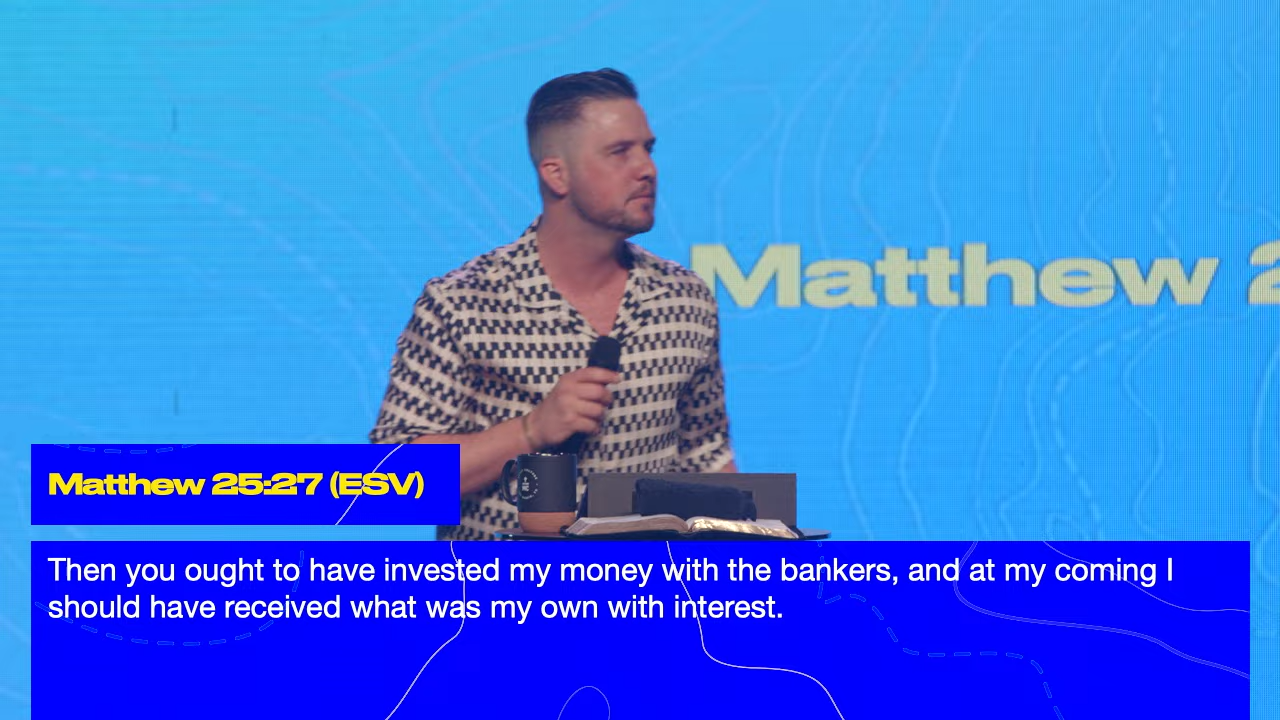 Matthew 2
Matthew 25:27 (ESV)
Then you ought to have invested my money with the bankers, and at my coming I
should have received what was my own with interest.